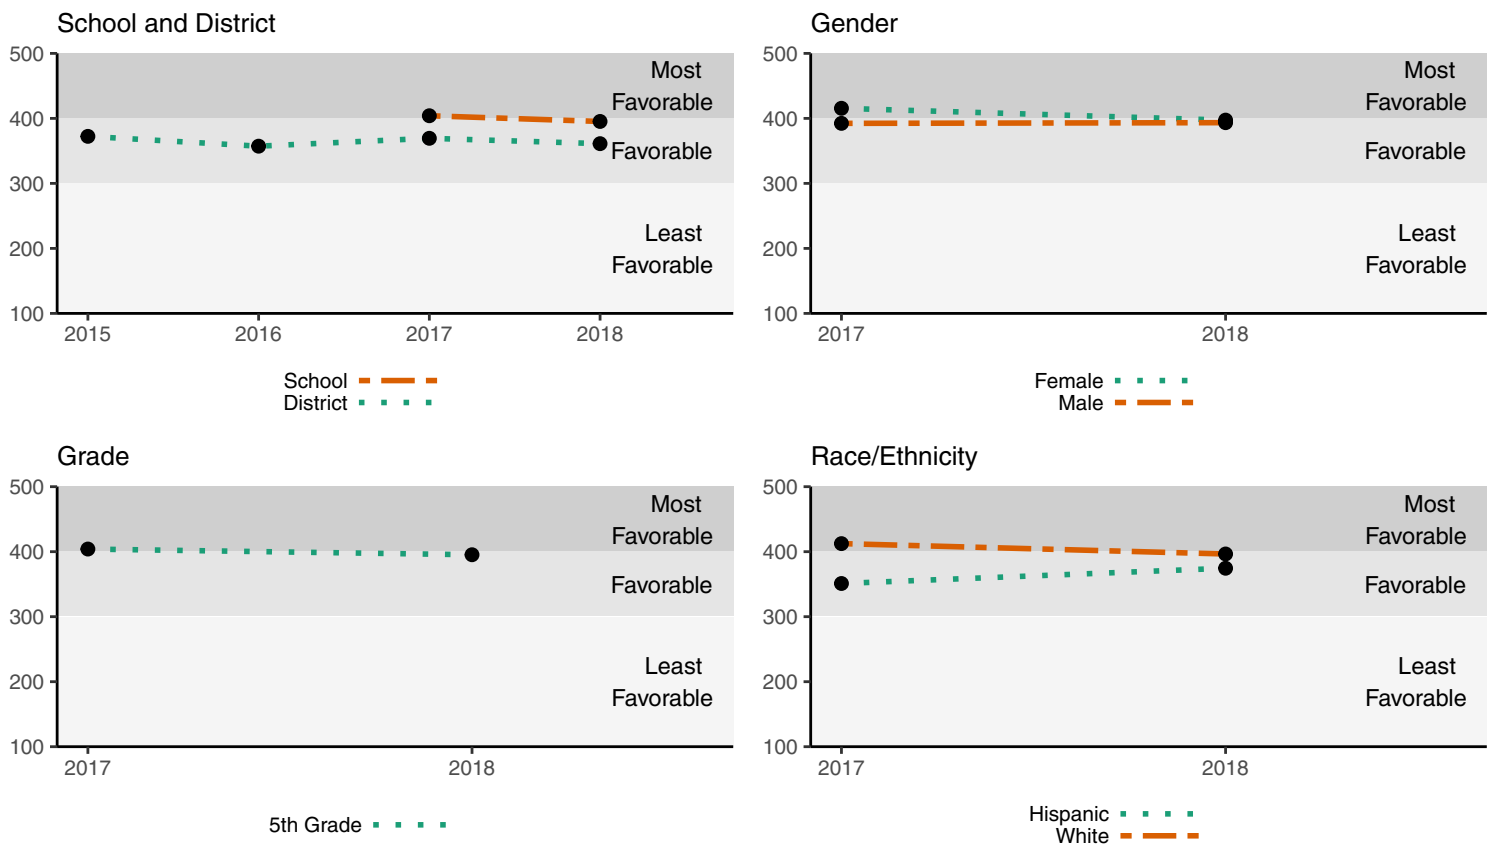 School and District
500
400
300
200
100
Most
Favorable
Favorable
Least
Favorable
2015 2016 2017 2018
School
District
Gender
500
400
300
200
100
Most
Favorable
Favorable
Least
Favorable
2017 2018
Female
Male
Grade
500
400
300
200
100
Most
Favorable
Favorable
Least
Favorable
2017 2018
5th Grade
Race/Ethnicity
500
400
300
200
100
Most
Favorable
Favorable
Least
Favorable
2017 2018
Hispanic
White